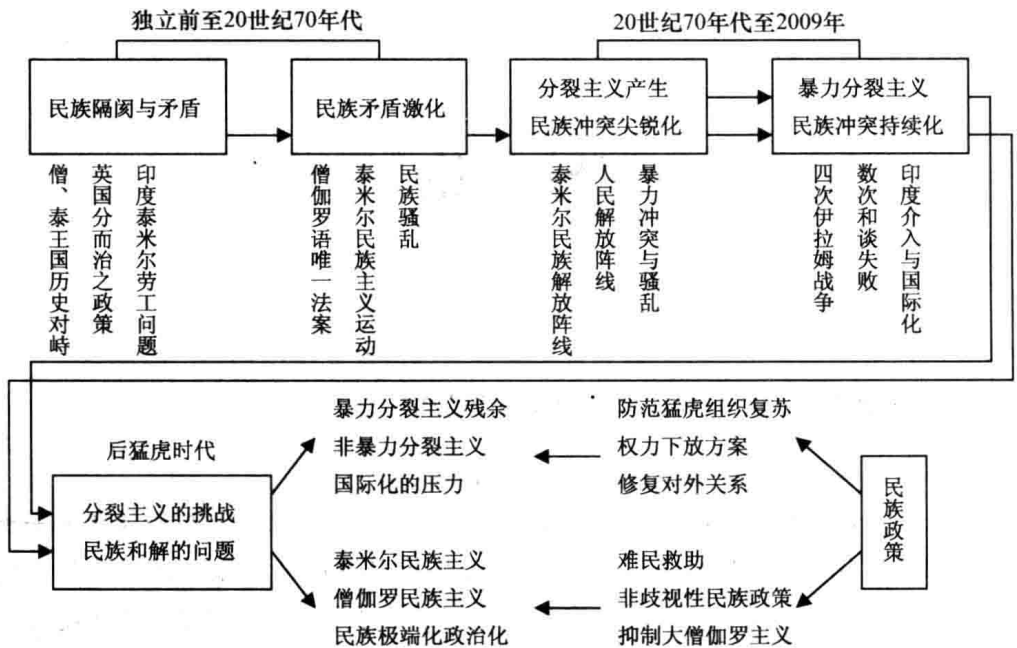 独立前至20世纪70年代
20世纪70年代至2009年
民族隔阂与矛盾
民族矛盾激化
分裂主义产生
民族冲突尖锐化
暴力分裂主义
民族冲突持续化
僧、泰王国历史对峙
英国分而治之政策
印度泰米尔劳工问题
僧伽罗语唯一法案
泰米尔民族主义运动
民族骚乱
泰米尔民族解放阵线
人民解放阵线
暴力冲突与骚乱
四次伊拉姆战争
数次和谈失败
印度介入与国际化
后猛虎时代
分裂主义的挑战
民族和解的问题
暴力分裂主义残余
非暴力分裂主义
国际化的压力
防范猛虎组织复苏
权力下放方案
修复对外关系
泰米尔民族主义
僧伽罗民族主义
民族极端化政治化
难民救助
非歧视性民族政策
抑制大僧伽罗主义
民族政策